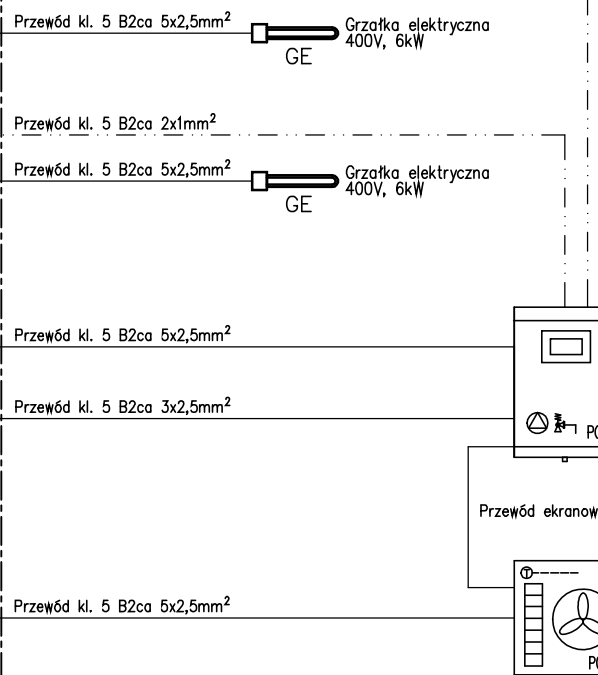 Przewód kl. 5 B2ca 5x2,5mm²
Grzałka elektryczna
400V, 6kW
GE
Przewód kl. 5 B2ca 2x1mm²
Przewód kl. 5 B2ca 5x2,5mm²
Grzałka elektryczna
400V, 6kW
GE
Przewód kl. 5 B2ca 5x2,5mm²
Przewód kl. 5 B2ca 3x2,5mm²
Przewód
T
Przewód kl. 5 B2ca 5x2,5mm²